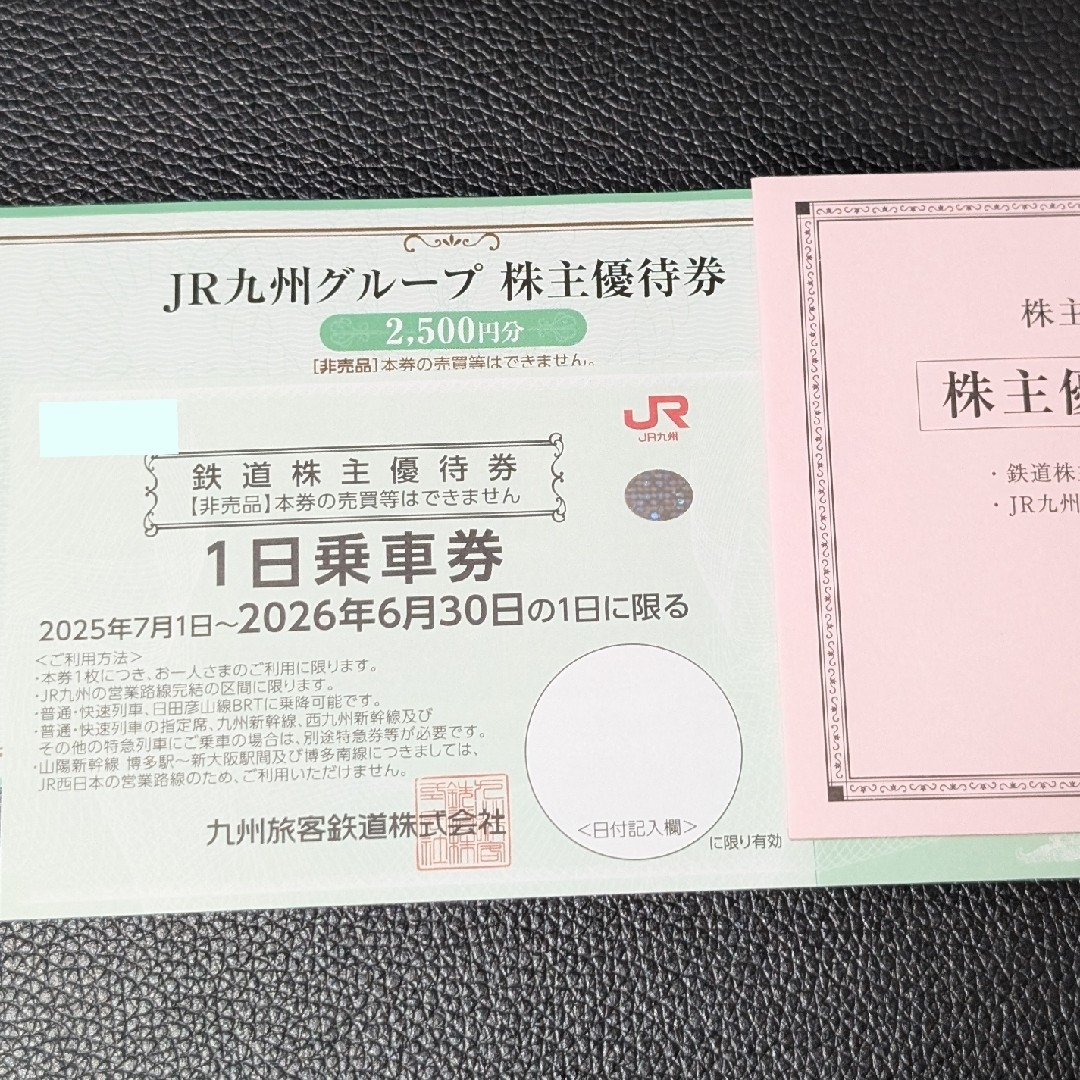 JR九州グループ 株主優待券
2,500円分
[非売品]本券の売買等はできません。
JR
JR九州
鉄道株主優待券
【非売品】本券の売買等はできません
1日乗車券
2025年7月1日～2026年6月30日の1日に限る
＜ご利用方法＞
・本券1枚につき、お一人さまのご利用に限ります。
・JR九州の営業路線完結の区間に限ります。
・普通・快速列車、日田彦山線BRTに乗降可能です。
・普通・快速列車の指定席、九州新幹線、西九州新幹線及び
その他の特急列車にご乗車の場合は、別途特急券等が必要です。
・山陽新幹線 博多駅～新大阪駅間及び博多南線につきましては、
JR西日本の営業路線のため、ご利用いただけません。
九州旅客鉄道株式会社
＜日付記入欄＞
に限り有効
株主
株主優
・鉄道株
・JR九州